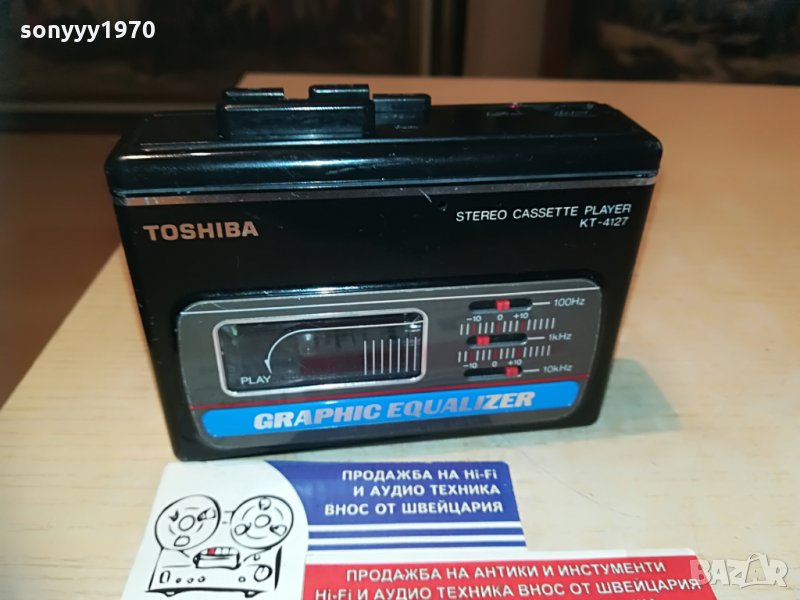 sonyyy1970
STEREO CASSETTE PLAYER
KT-4127
TOSHIBA
100Hz
-10 0 +10
1kHz
-10 0 +10
10kHz
PLAY
GRAPHIC EQUALIZER
ПРОДАЖБА НА Hi-Fi
И АУДИО ТЕХНИКА
ВНОС ОТ ШВЕЙЦАРИЯ
ПРОДАЖБА НА АНТИКИ И ИНСТУМЕНТИ
Hi-Fi И АУДИО ТЕХНИКА ВНОС ОТ ШВЕЙЦАРИЯ
BAZAR